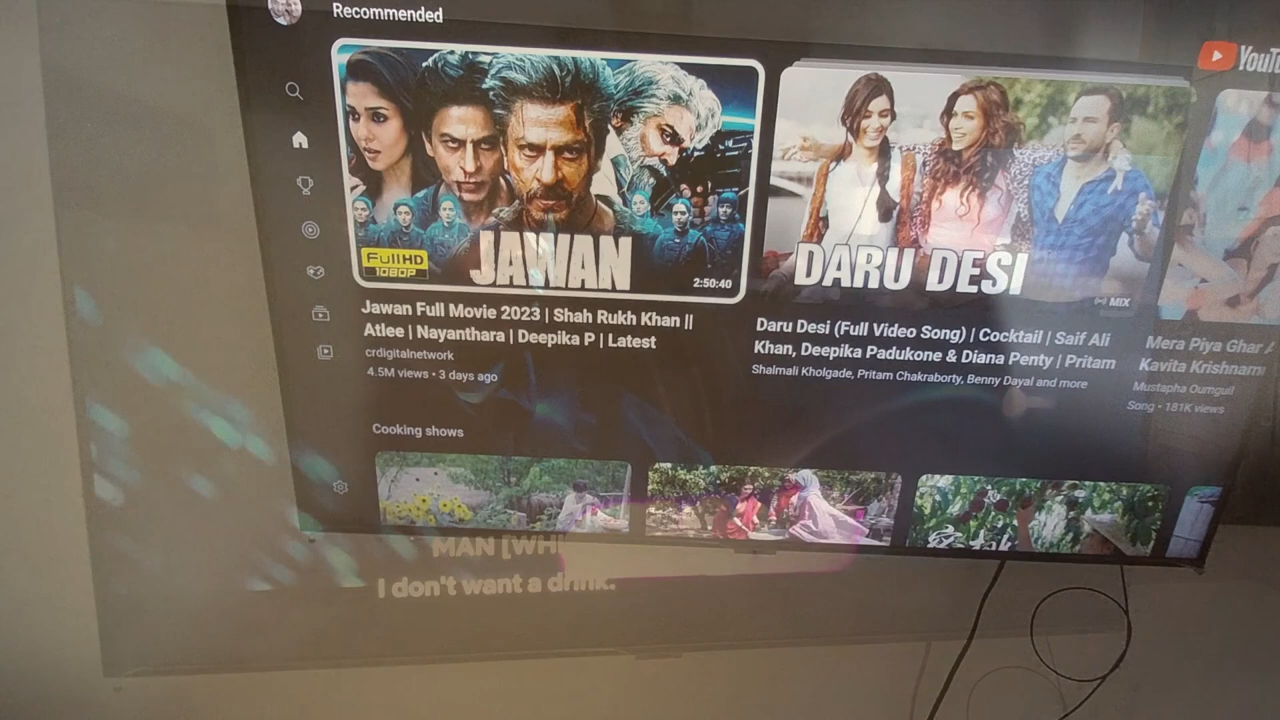 Recommended
YouT
FullHD
1080P
JAWAN
2:50:40
DARU DESI
MIX
Jawan Full Movie 2023 | Shah Rukh Khan ||
Atlee | Nayanthara | Deepika P | Latest
crdigitalnetwork
4.5M views • 3 days ago
Daru Desi (Full Video Song) | Cocktail | Saif Ali
Khan, Deepika Padukone & Diana Penty | Pritam
Shalmali Kholgade, Pritam Chakraborty, Benny Dayal and more
Mera Piya Ghar
Kavita Krishnam
Mustapha Oumguil
Song • 181K views
Cooking shows
MAN [WHI
I don't want a drink.